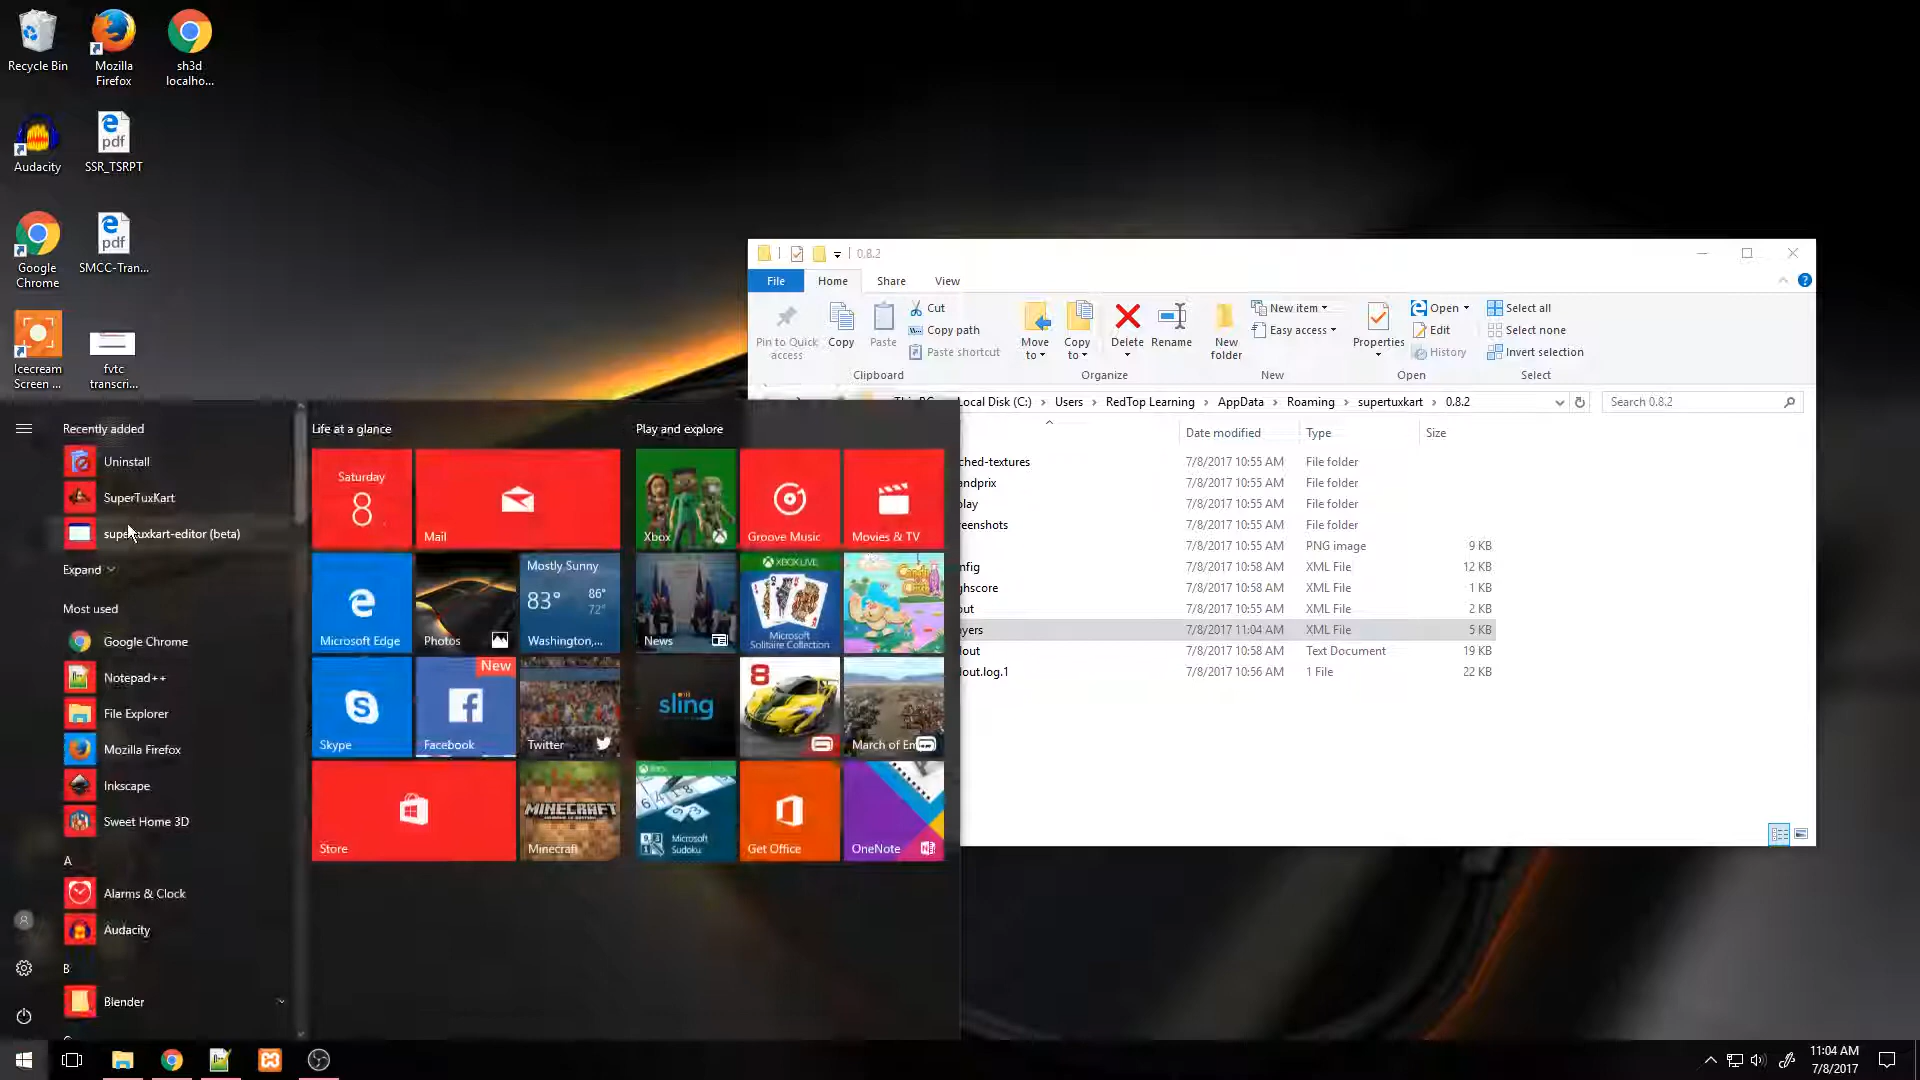 Recycle Bin
Mozilla
Firefox
sh3d
localho...
Audacity
SSR_TSRPT
Google
Chrome
SMCC-Tran...
Icecream
Screen ...
fvtc
transcri...
0.8.2
File
Home
Share
View
Pin to Quick
access
Copy
Paste
Cut
Copy path
Paste shortcut
Clipboard
Move
to
Copy
to
Delete
Rename
Organize
New
folder
New item
Easy access
New
Properties
Open
Edit
History
Open
Select all
Select none
Invert selection
Select
Local Disk (C:)
Users
RedTop Learning
AppData
Roaming
supertuxkart
0.8.2
Search 0.8.2
Date modified
Type
Size
ched-textures 7/8/2017 10:55 AM File folder
andprix 7/8/2017 10:55 AM File folder
play 7/8/2017 10:55 AM File folder
reenshots 7/8/2017 10:55 AM File folder
7/8/2017 10:55 AM PNG image 9 KB
nfig 7/8/2017 10:58 AM XML File 12 KB
ghscore 7/8/2017 10:58 AM XML File 1 KB
out 7/8/2017 10:55 AM XML File 2 KB
yers 7/8/2017 11:04 AM XML File 5 KB
lout 7/8/2017 10:58 AM Text Document 19 KB
lout.log.1 7/8/2017 10:56 AM 1 File 22 KB
Recently added
Uninstall
SuperTuxKart
supertuxkart-editor (beta)
Expand
Most used
Google Chrome
Notepad++
File Explorer
Mozilla Firefox
Inkscape
Sweet Home 3D
A
Alarms & Clock
Audacity
B
Blender
Life at a glance
Saturday
8
Mail
Microsoft Edge
Photos
Mostly Sunny
83°
86°
72°
Washington,...
Skype
New
Facebook
Twitter
Store
MINECRAFT
Minecraft
Play and explore
Xbox
Groove Music
Movies & TV
News
XBOX LIVE
Microsoft
Solitaire Collection
sling
8
March of Em
Microsoft
Sudoku
Get Office
OneNote
11:04 AM
7/8/2017